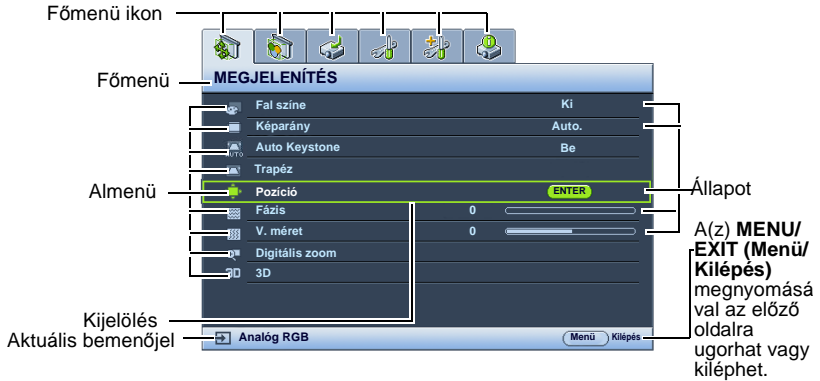 Főmenü ikon
Főmenü
MEGJELENÍTÉS
Fal színe Ki
Képarány Auto.
AUTO
Auto Keystone Be
Trapéz
Almenü
Pozíció ENTER
Állapot
Fázis 0
V. méret 0
Digitális zoom
3D 3D
A(z) MENU/
EXIT (Menü/
Kilépés)
megnyomásá
val az előző
oldalra
ugorhat vagy
kiléphet.
Kijelölés
Aktuális bemenőjel
Analóg RGB
Menü Kilépés